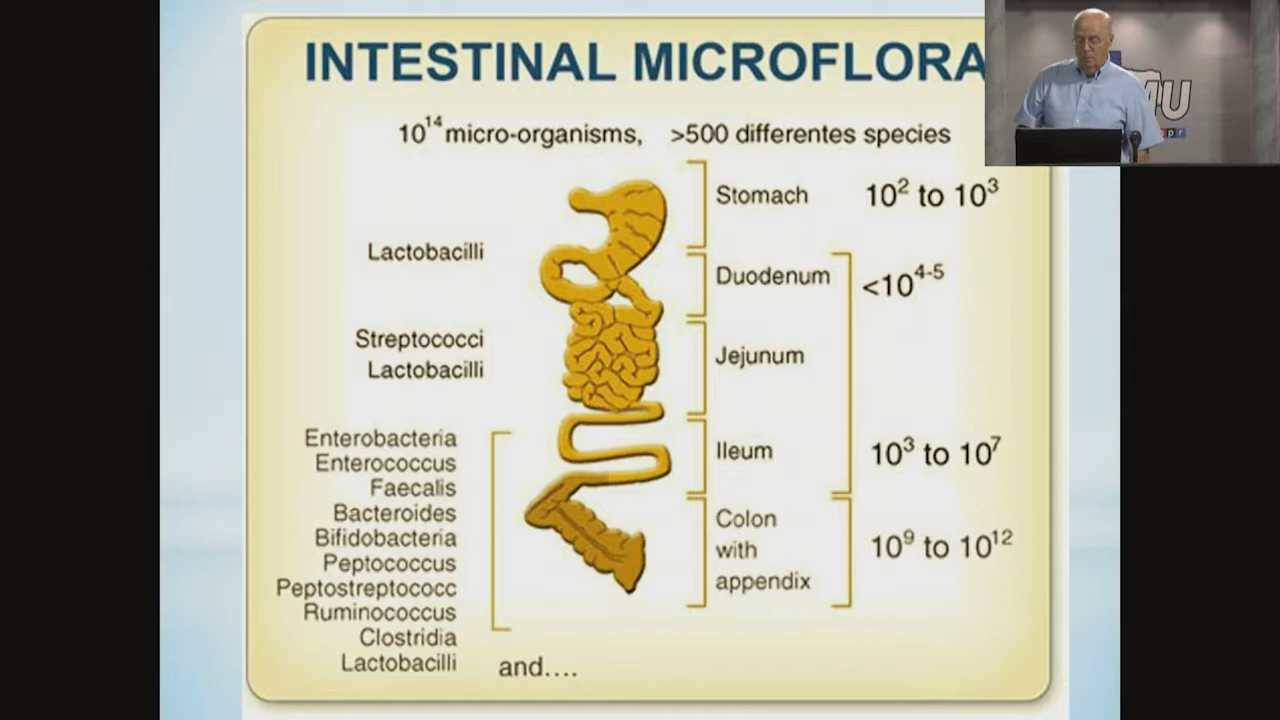 INTESTINAL MICROFLORA
10¹⁴ micro-organisms, >500 differentes species
Stomach 10² to 10³
Lactobacilli
Duodenum <10⁴⁻⁵
Streptococci
Lactobacilli
Jejunum
Enterobacteria
Enterococcus
Faecalis
Bacteroides
Bifidobacteria
Peptococcus
Peptostreptococc
Ruminococcus
Clostridia
Lactobacilli
and....
Ileum 10³ to 10⁷
Colon
with
appendix
10⁹ to 10¹²